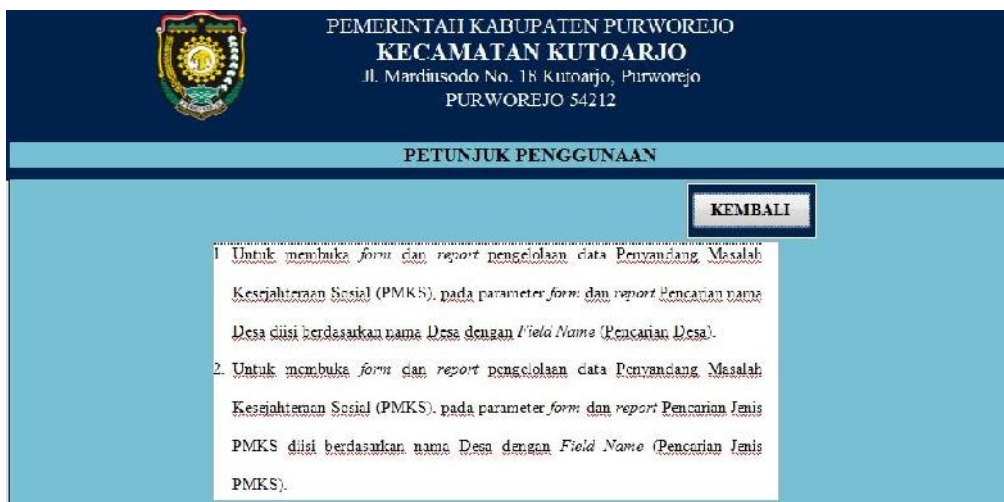 PEMERINTAH KABUPATEN PURWOREJO
KECAMATAN KUTOARJO
Jl. Mardiusodo No. 18 Kutoarjo, Purworejo
PURWOREJO 54212
PETUNJUK PENGGUNAAN
KEMBALI
1. Untuk membuka form dan report pengelolaan data Penyandang Masalah
Kesejahteraan Sosial (PMKS), pada parameter form dan report Pencarian nama
Desa diisi berdasarkan nama Desa dengan Field Name (Pencarian Desa).
2. Untuk membuka form dan report pengelolaan data Penyandang Masalah
Kesejahteraan Sosial (PMKS), pada parameter form dan report Pencarian Jenis
PMKS diisi berdasarkan nama Desa dengan Field Name (Pencarian Jenis
PMKS).